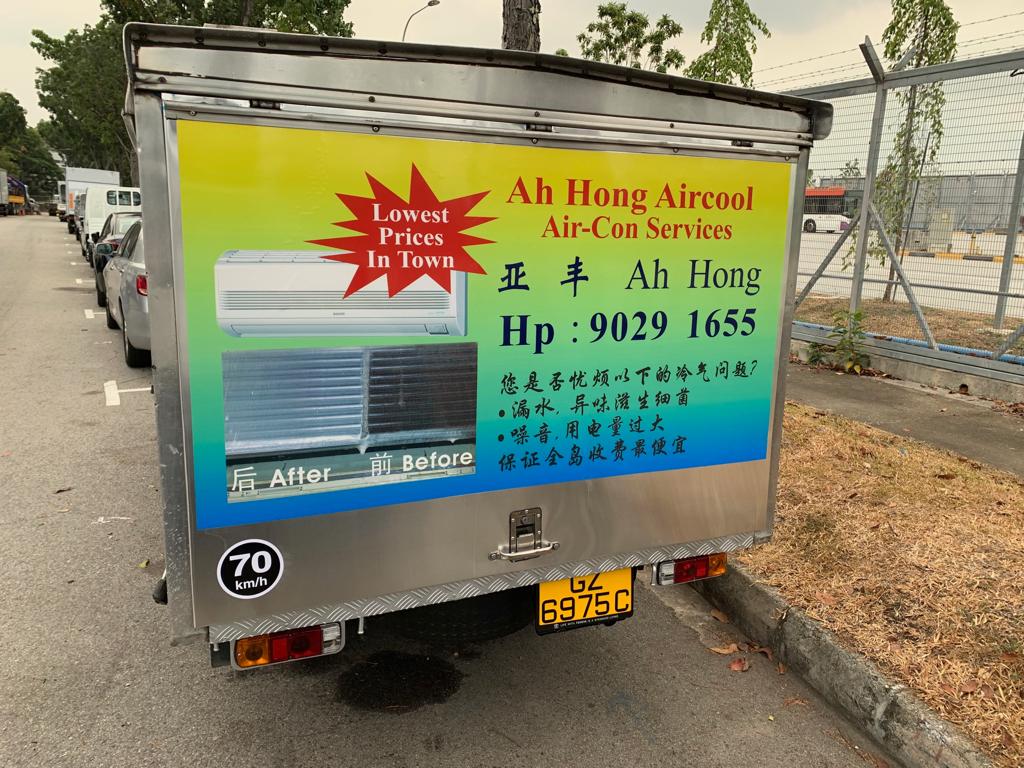 Lowest
Prices
In Town
Ah Hong Aircool
Air-Con Services
亚 丰 Ah Hong
Hp : 9029 1655
您是否忧烦以下的冷气问题?
• 漏水, 异味滋生细菌
• 噪音, 用电量过大
保证全岛收费最便宜
后 After 前 Before
70
km/h
GZ
6975C